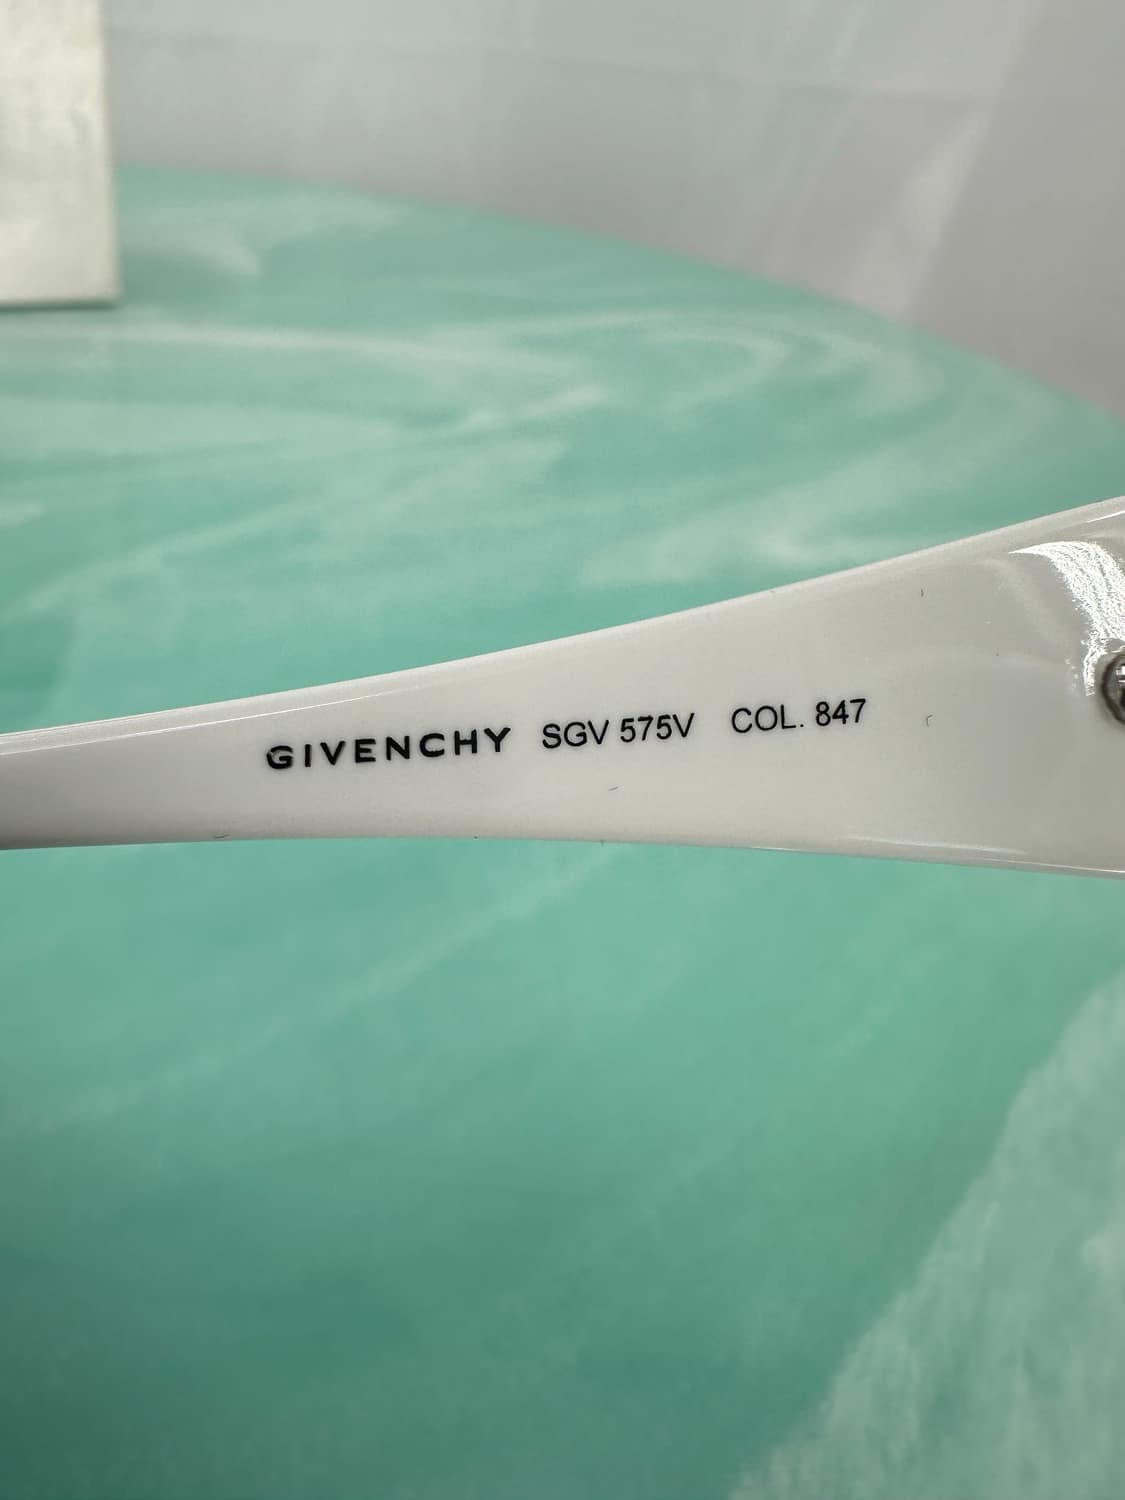 GIVENCHY SGV 575V COL. 847